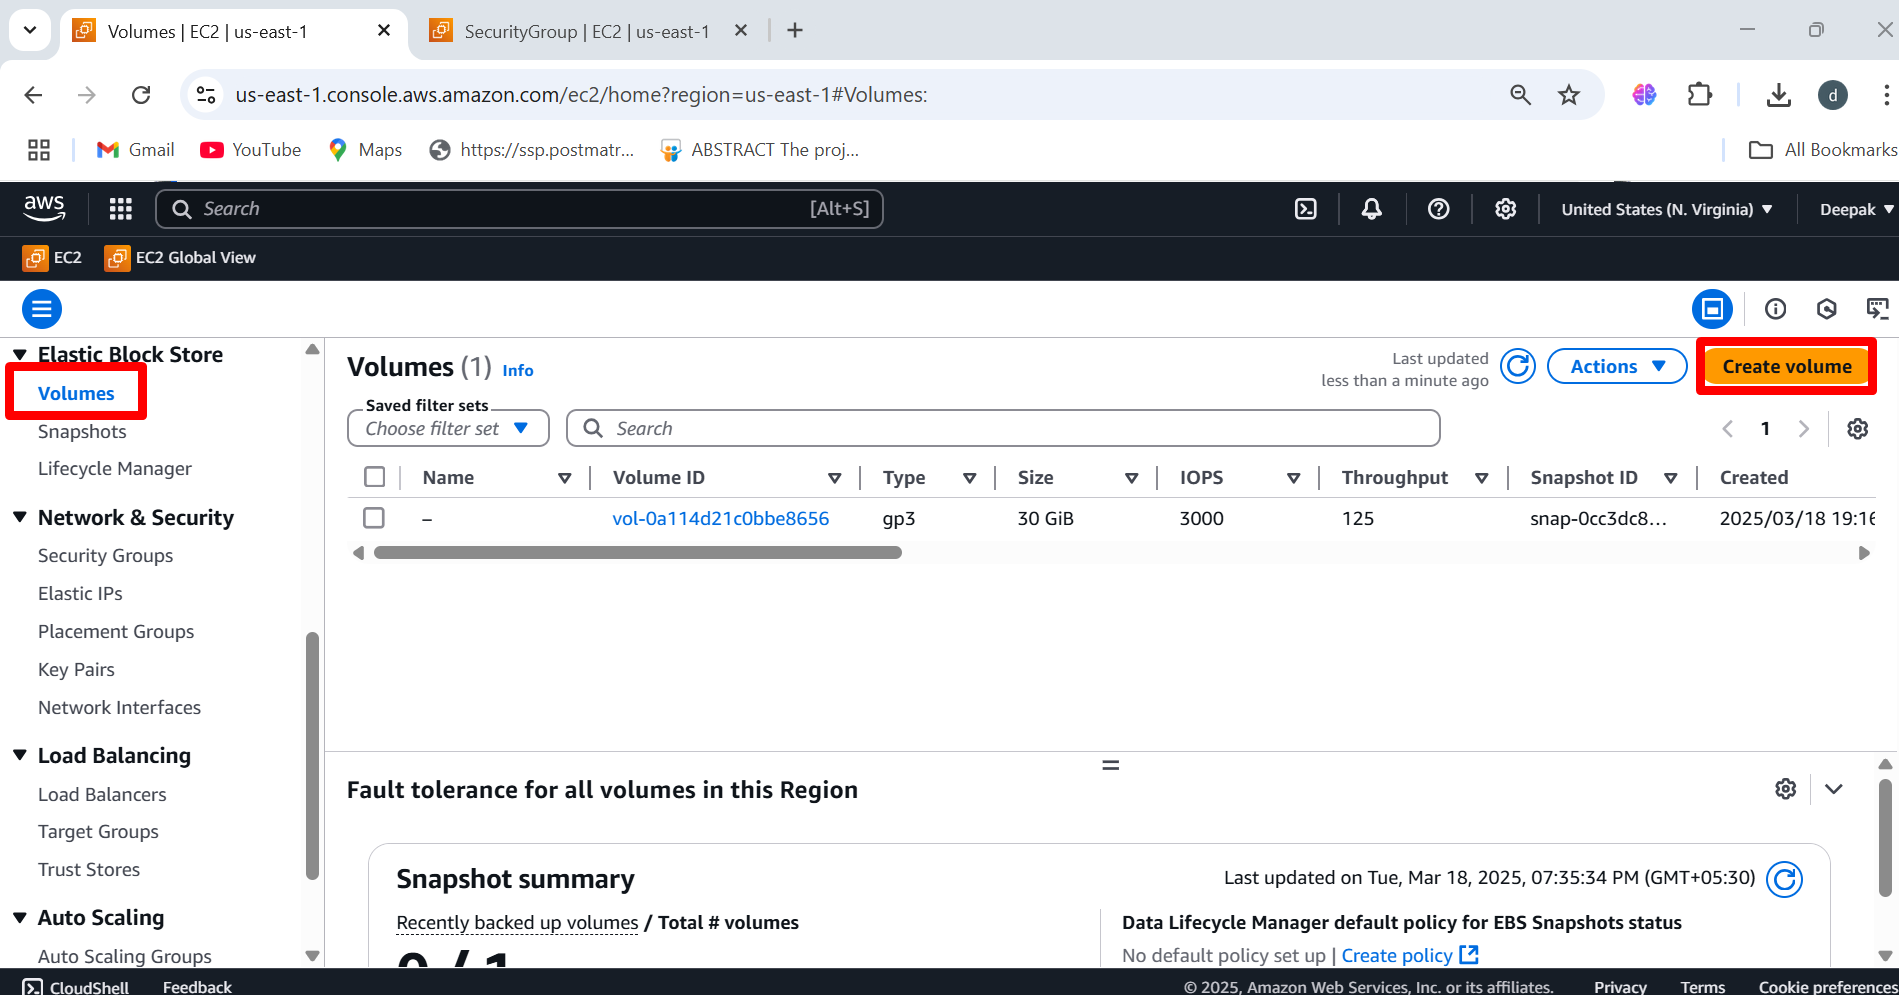 Volumes | EC2 | us-east-1
SecurityGroup | EC2 | us-east-1
us-east-1.console.aws.amazon.com/ec2/home?region=us-east-1#Volumes:
d
Gmail
YouTube
Maps
https://ssp.postmatr...
ABSTRACT The proj...
All Bookmarks
aws
Search
[Alt+S]
United States (N. Virginia)
Deepak
EC2
EC2 Global View
Elastic Block Store
Volumes
Snapshots
Lifecycle Manager
Network & Security
Security Groups
Elastic IPs
Placement Groups
Key Pairs
Network Interfaces
Load Balancing
Load Balancers
Target Groups
Trust Stores
Auto Scaling
Auto Scaling Groups
Volumes (1) Info
Last updated
less than a minute ago
Actions
Create volume
Saved filter sets
Choose filter set
Search
1
Name Volume ID Type Size IOPS Throughput Snapshot ID Created
– vol-0a114d21c0bbe8656 gp3 30 GiB 3000 125 snap-0cc3dc8... 2025/03/18 19:16
Fault tolerance for all volumes in this Region
Snapshot summary
Last updated on Tue, Mar 18, 2025, 07:35:34 PM (GMT+05:30)
Recently backed up volumes / Total # volumes
0 / 1
Data Lifecycle Manager default policy for EBS Snapshots status
No default policy set up | Create policy
CloudShell
Feedback
© 2025, Amazon Web Services, Inc. or its affiliates.
Privacy
Terms
Cookie preferences